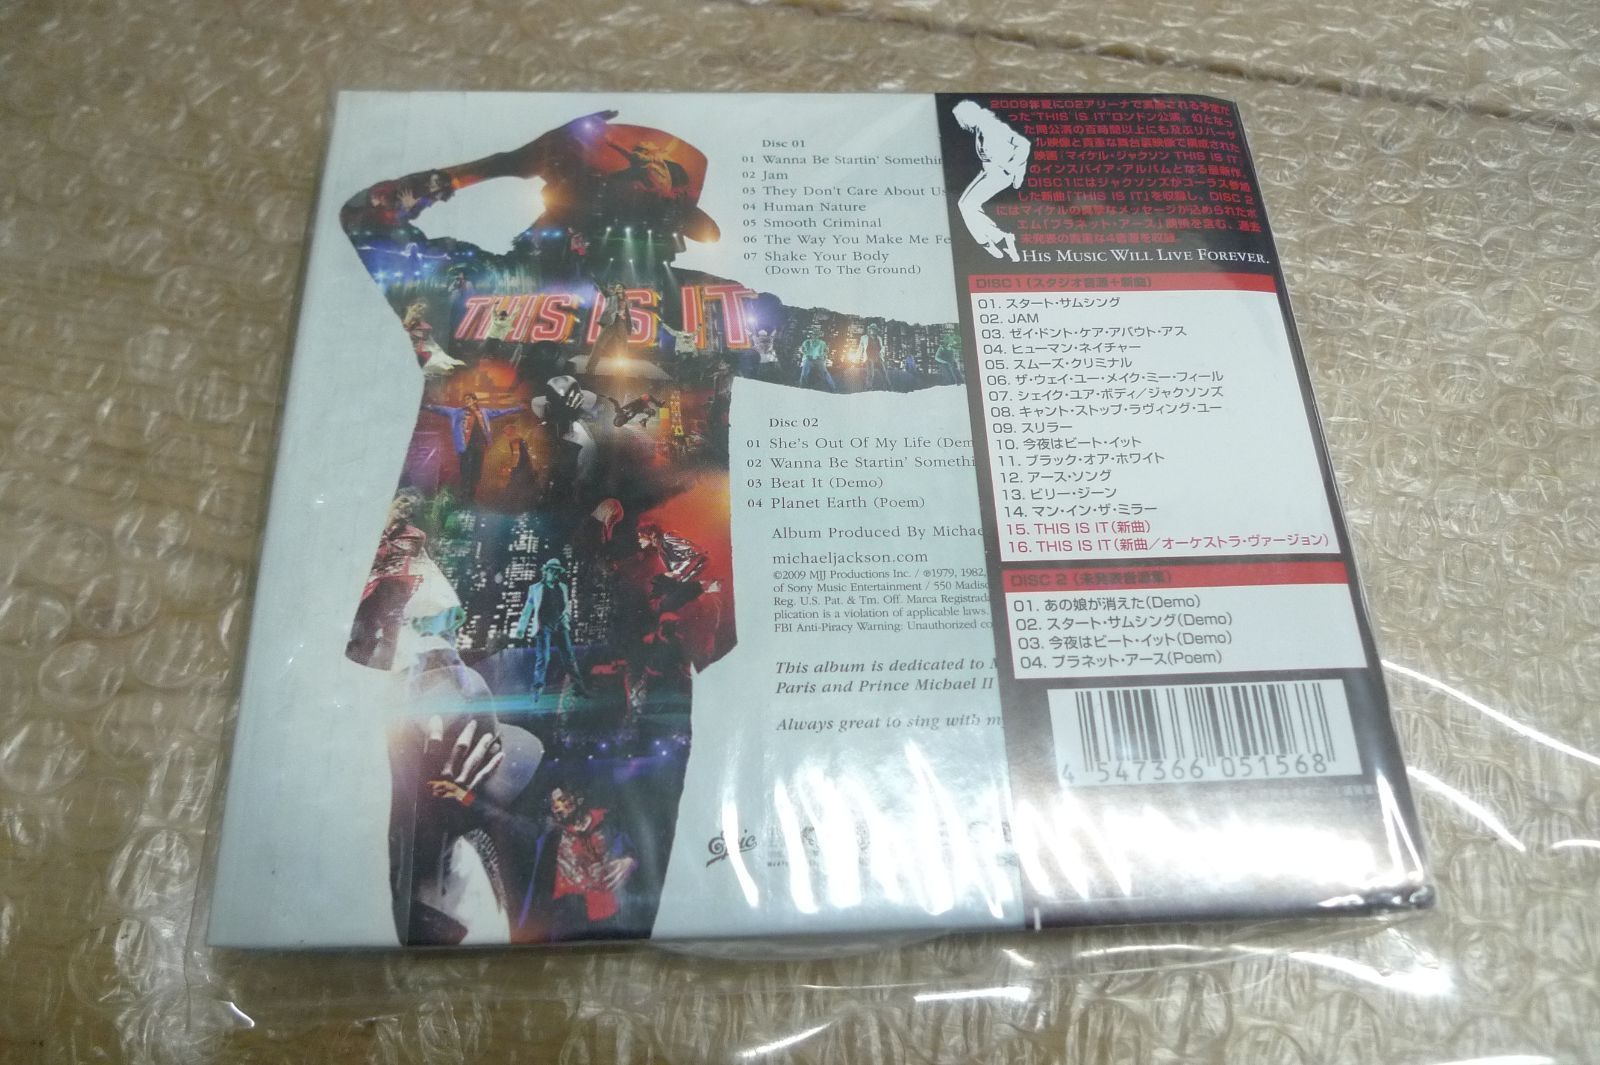 Disc 01
01 Wanna Be Startin' Somethin
02 Jam
03 They Don't Care About Us
04 Human Nature
05 Smooth Criminal
06 The Way You Make Me Fe
07 Shake Your Body
(Down To The Ground)
THIS IS IT
Disc 02
01 She's Out Of My Life (Dem
02 Wanna Be Startin' Somethi
03 Beat It (Demo)
04 Planet Earth (Poem)
Album Produced By Michae
michaeljackson.com
©2009 MJJ Productions Inc. / ℗1979, 1982,
of Sony Music Entertainment / 550 Madiso
Reg. U.S. Pat. & Tm. Off. Marca Registrada
plication is a violation of applicable laws.
FBI Anti-Piracy Warning: Unauthorized co
This album is dedicated to M
Paris and Prince Michael II
Always great to sing with m
Epic
2009年夏にO2アリーナで実施される予定だ
った"THIS IS IT"ロンドン公演。幻となっ
た同公演の百時間以上にも及ぶリハーサ
ル映像と貴重な舞台裏映像で構成された
映画『マイケル・ジャクソン THIS IS IT』
のインスパイア・アルバムとなる最新作。
DISC1にはジャクソンズがコーラス参加
した新曲「THIS IS IT」を収録し、DISC 2
にはマイケルの真摯なメッセージが込められたポ
エム「プラネット・アース」朗読を含む、過去
未発表の貴重な4音源を収録。
HIS MUSIC WILL LIVE FOREVER.
DISC1(スタジオ音源+新曲)
01. スタート・サムシング
02. JAM
03. ゼイ・ドント・ケア・アバウト・アス
04. ヒューマン・ネイチャー
05. スムーズ・クリミナル
06. ザ・ウェイ・ユー・メイク・ミー・フィール
07. シェイク・ユア・ボディ/ジャクソンズ
08. キャント・ストップ・ラヴィング・ユー
09. スリラー
10. 今夜はビート・イット
11. ブラック・オア・ホワイト
12. アース・ソング
13. ビリー・ジーン
14. マン・イン・ザ・ミラー
15. THIS IS IT(新曲)
16. THIS IS IT(新曲/オーケストラ・ヴァージョン)
DISC 2 (未発表音源集)
01. あの娘が消えた(Demo)
02. スタート・サムシング(Demo)
03. 今夜はビート・イット(Demo)
04. プラネット・アース(Poem)
4 547366 051568